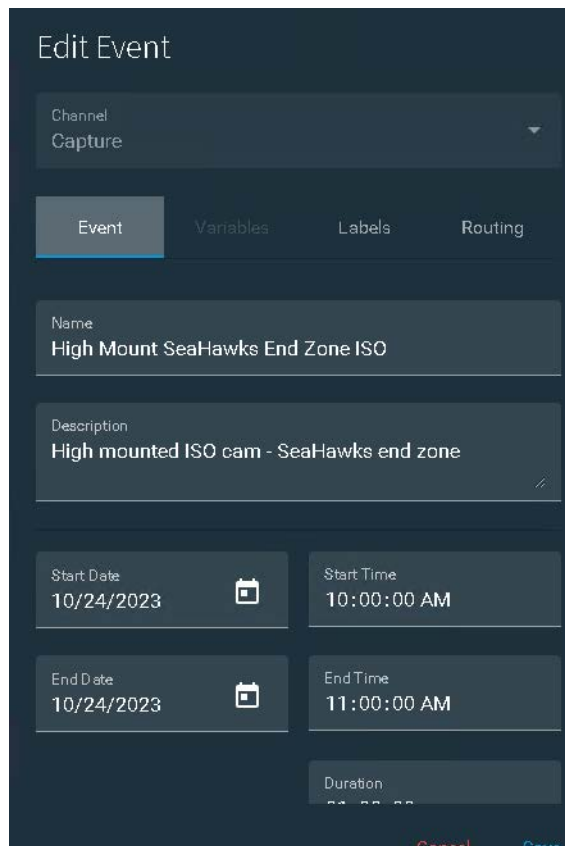 Edit Event
Channel
Capture
Event Variables Labels Routing
Name
High Mount SeaHawks End Zone ISO
Description
High mounted ISO cam - SeaHawks end zone
Start Date
10/24/2023
Start Time
10:00:00 AM
End Date
10/24/2023
End Time
11:00:00 AM
Duration